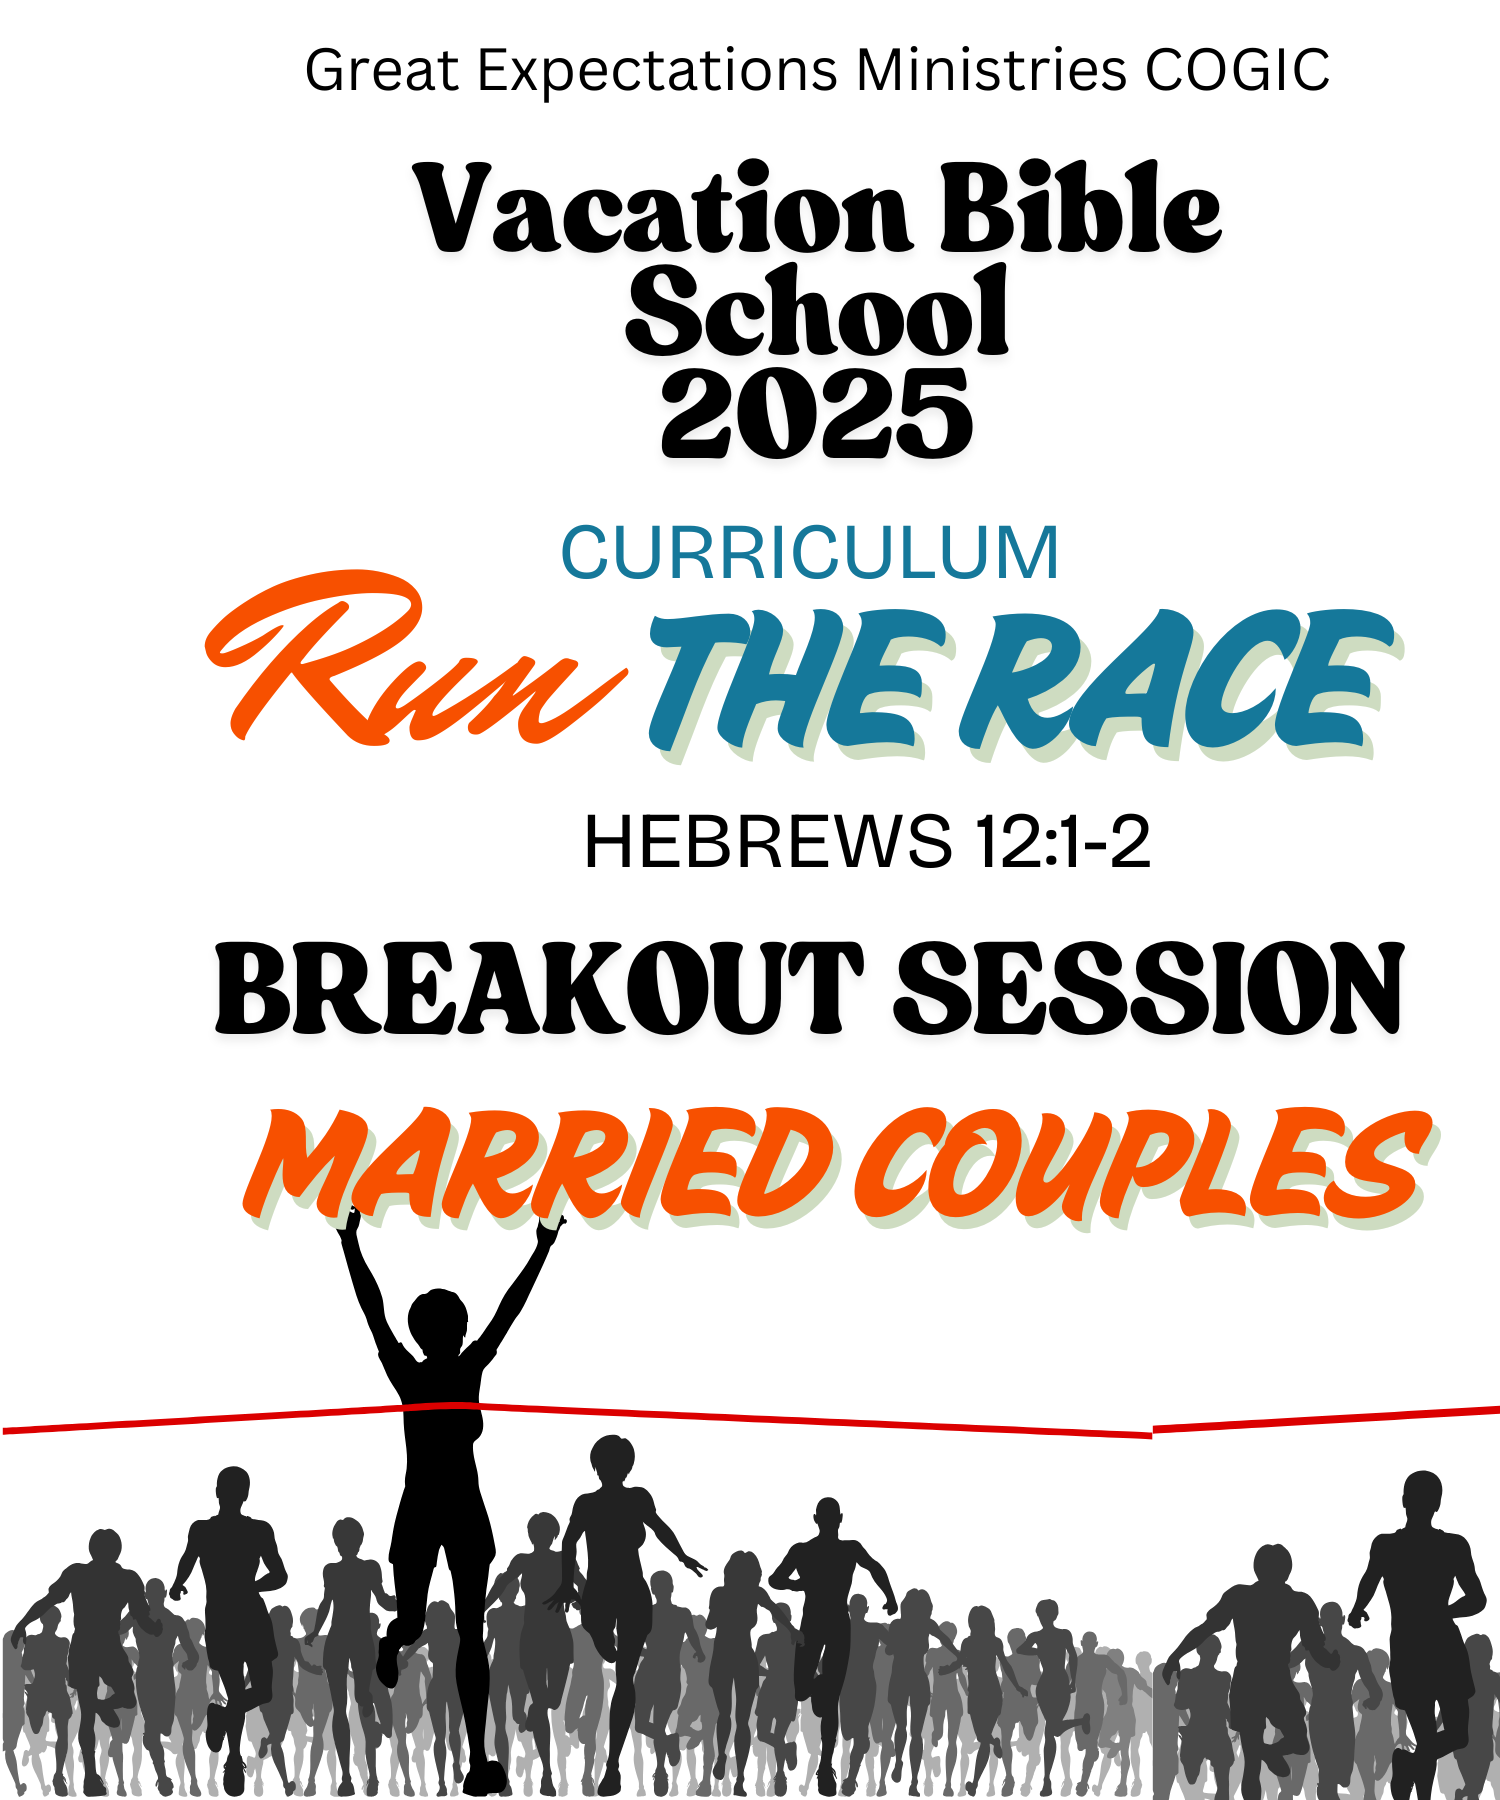 Great Expectations Ministries COGIC
Vacation Bible
School
2025
CURRICULUM
Run THE RACE
HEBREWS 12:1-2
BREAKOUT SESSION
MARRIED COUPLES